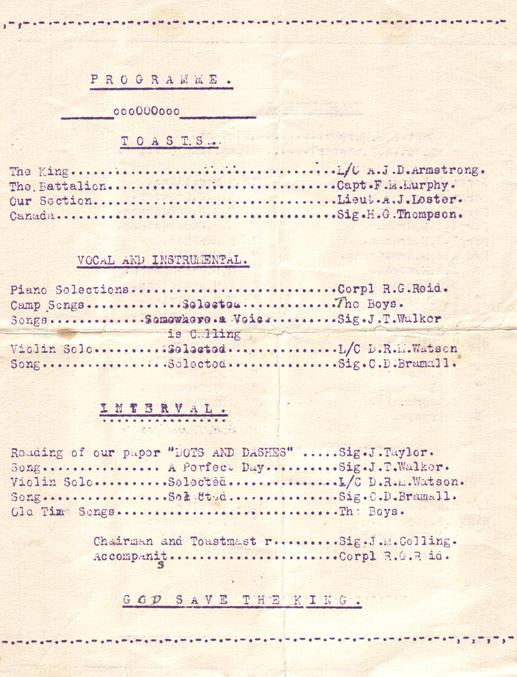 PROGRAMME.
ooo000ooo
TOASTS.
The King..............................L/C A.J.D.Armstrong.
The Battalion.........................Capt.F.M.Murphy.
Our Section...........................Lieut.A.J.Loster.
Canada................................Sig.H.G.Thompson.
VOCAL AND INSTRUMENTAL.
Piano Selections......................Corpl R.G.Reid.
Camp Songs..........Selected..........The Boys.
Songs...........Somewhere a Voice.....Sig.J.T.Walker
is Calling
Violin Solo.........Selected..........L/C D.R.M.Watson
Song................Selected..........Sig.C.D.Bramall.
INTERVAL.
Reading of our paper "DOTS AND DASHES" .....Sig.J.Taylor.
Song................A Perfect Day.....Sig.J.T.Walker.
Violin Solo.........Selected..........L/C D.R.M.Watson.
Song................Selected..........Sig.C.D.Bramall.
Old Time Songs........................The Boys.
Chairman and Toastmaster.........Sig.J.M.Colling.
Accompanist......................Corpl R.G.Reid.
GOD SAVE THE KING.